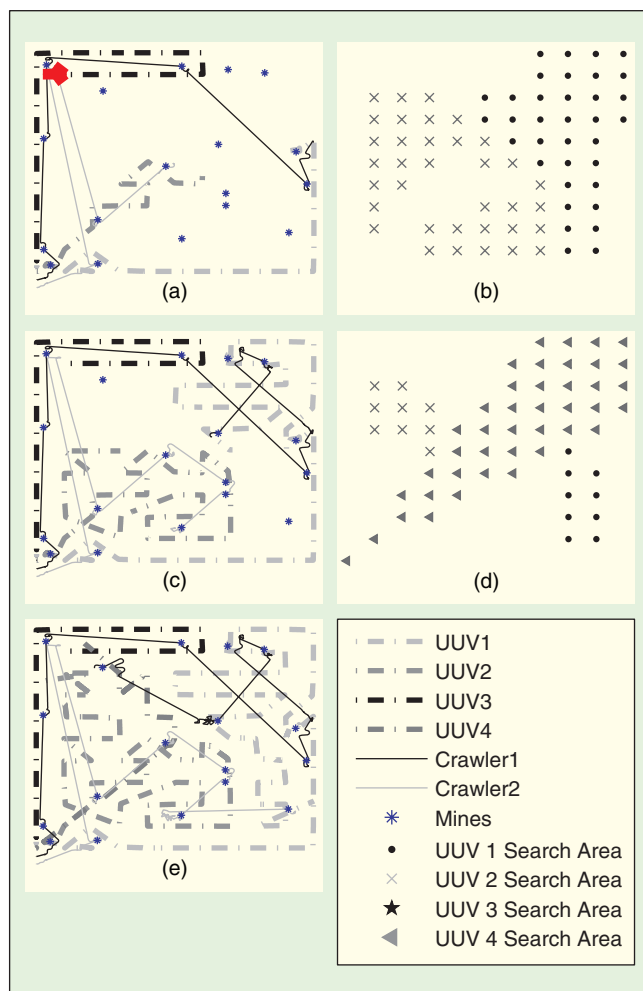 (a)
(b)
(c)
(d)
(e)
UUV1
UUV2
UUV3
UUV4
Crawler1
Crawler2
Mines
UUV 1 Search Area
UUV 2 Search Area
UUV 3 Search Area
UUV 4 Search Area